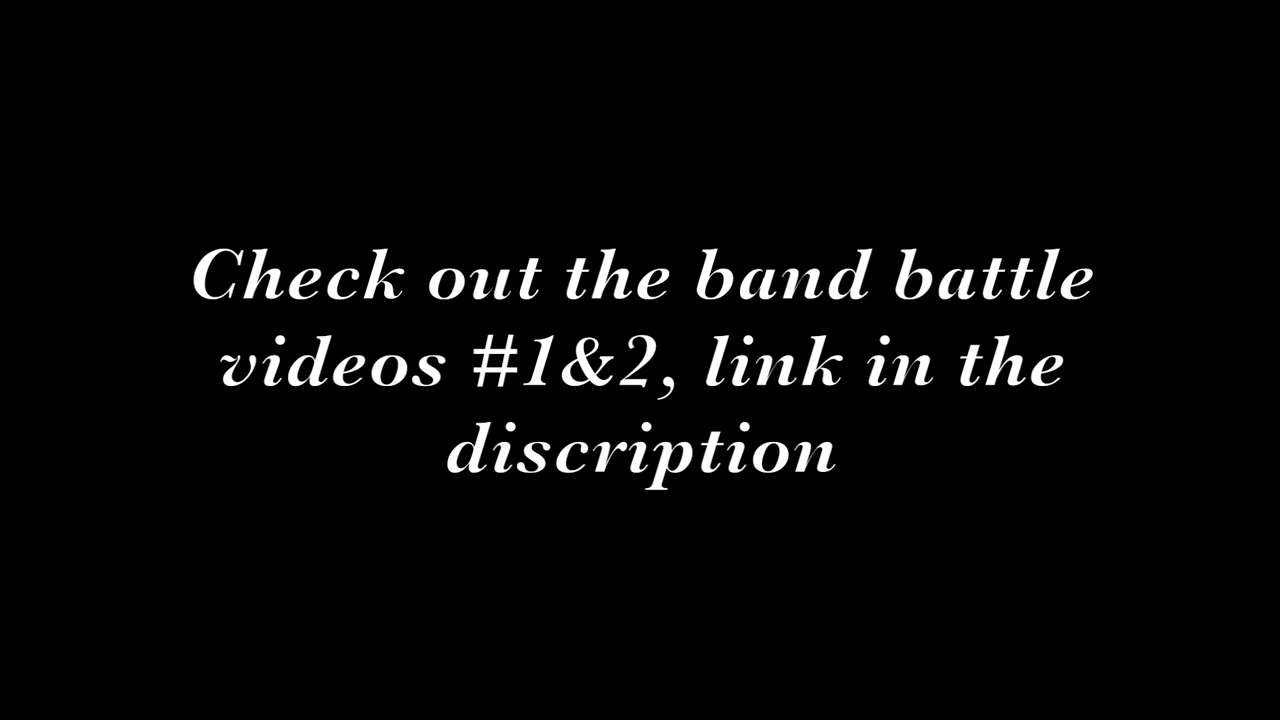 Check out the band battle
videos #1&2, link in the
discription